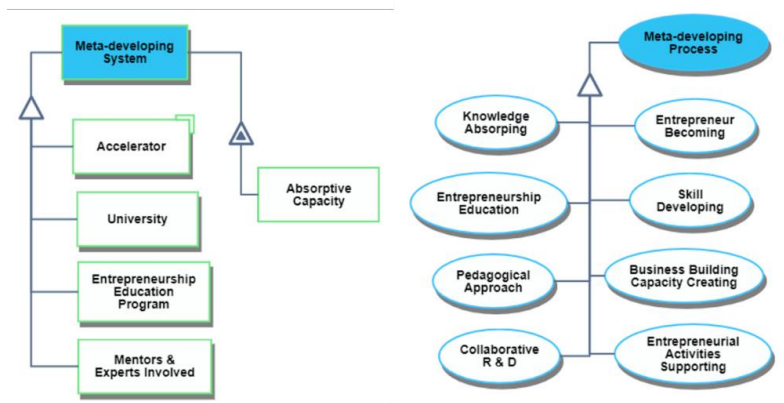 Meta-developing
System
Accelerator
University
Entrepreneurship
Education
Program
Mentors &
Experts Involved
Absorptive
Capacity
Meta-developing
Process
Knowledge
Absorping
Entrepreneur
Becoming
Entrepreneurship
Education
Skill
Developing
Pedagogical
Approach
Business Building
Capacity Creating
Collaborative
R & D
Entrepreneurial
Activities
Supporting